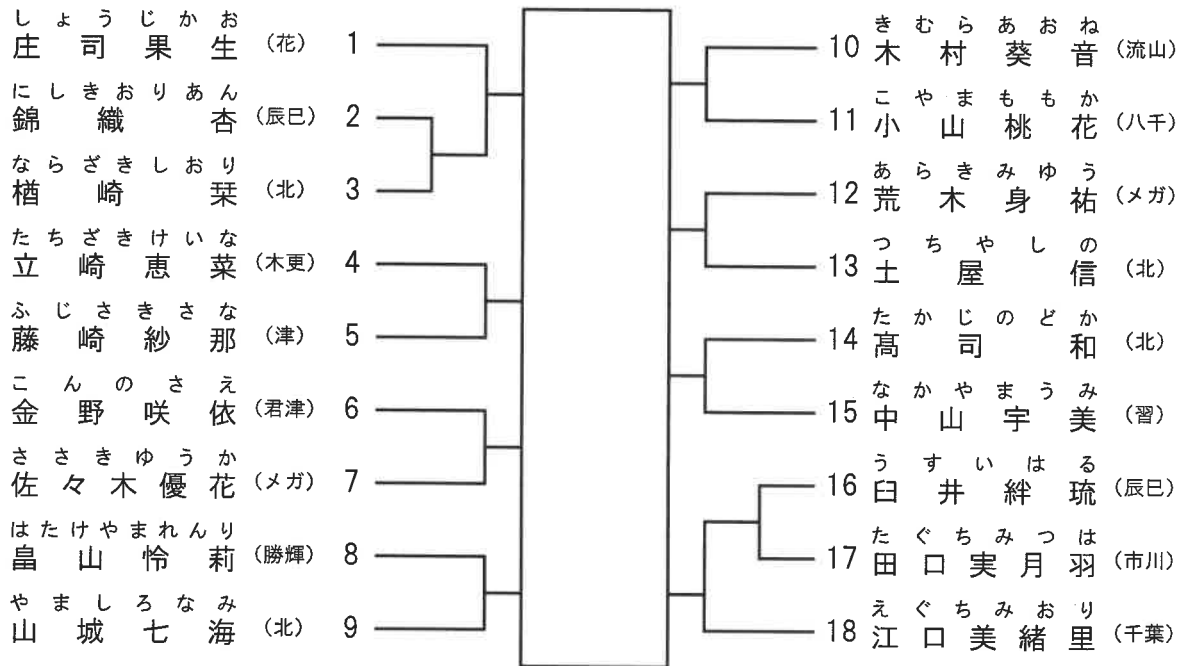 しょうじかお
庄司果生 (花) 1
にしきおりあん
錦織杏 (辰巳) 2
ならざきしおり
楢崎栞 (北) 3
たちざきけいな
立崎恵菜 (木更) 4
ふじさきさな
藤崎紗那 (津) 5
こんのさえ
金野咲依 (君津) 6
ささきゆうか
佐々木優花 (メガ) 7
はたけやまれんり
畠山怜莉 (勝輝) 8
やましろなみ
山城七海 (北) 9
きむらあおね
10 木村葵音 (流山)
こやまももか
11 小山桃花 (八千)
あらきみゆう
12 荒木身祐 (メガ)
つちやしの
13 土屋信 (北)
たかじのどか
14 髙司和 (北)
なかやまうみ
15 中山宇美 (習)
うすいはる
16 臼井絆琉 (辰巳)
たぐちみつは
17 田口実月羽 (市川)
えぐちみおり
18 江口美緒里 (千葉)